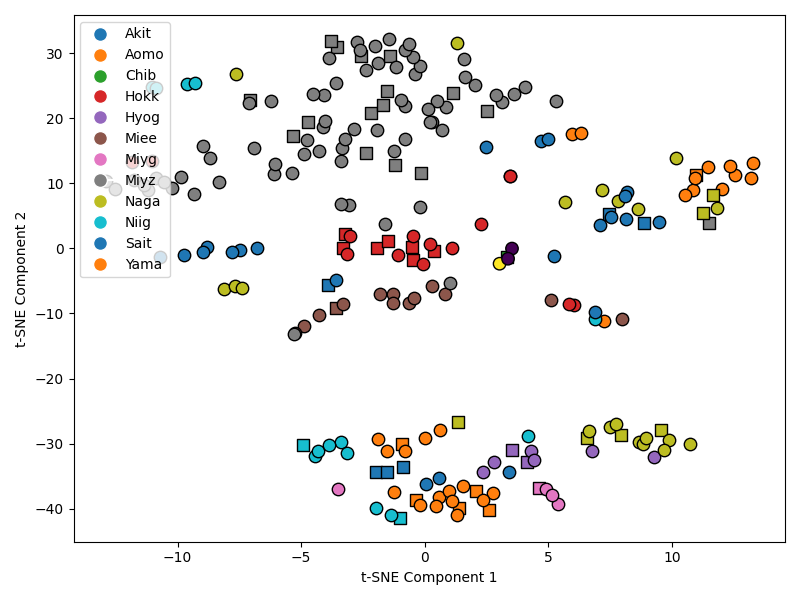 Akit
Aomo
Chib
Hokk
Hyog
Miee
Miyg
Miyz
Naga
Niig
Sait
Yama
30
20
10
0
−10
−20
−30
−40
t-SNE Component 2
−10
−5
0
5
10
t-SNE Component 1